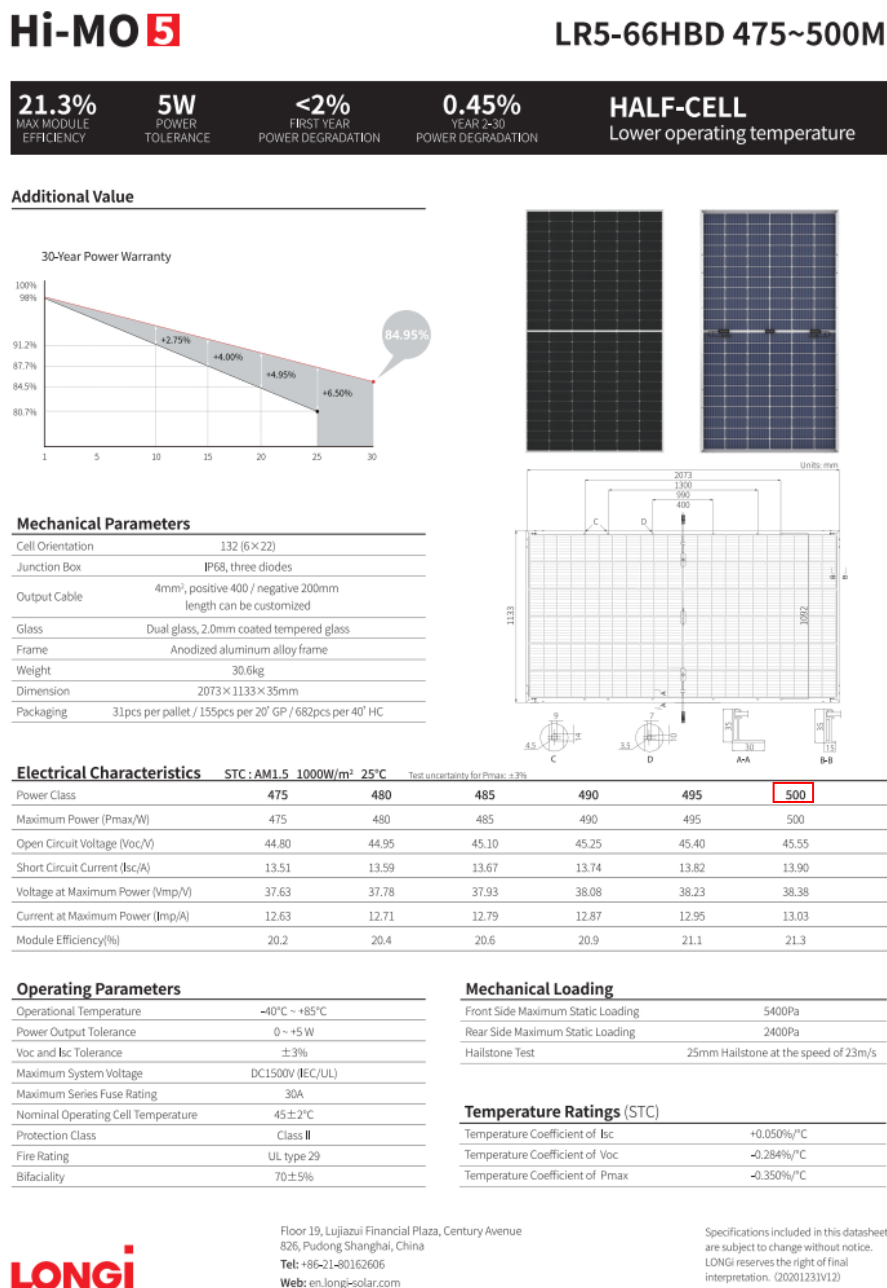 Hi-MO 5
LR5-66HBD 475~500M
21.3%
MAX MODULE
EFFICIENCY
5W
POWER
TOLERANCE
<2%
FIRST YEAR
POWER DEGRADATION
0.45%
YEAR 2-30
POWER DEGRADATION
HALF-CELL
Lower operating temperature
Additional Value
30-Year Power Warranty
100%
98%
91.2%
87.7%
84.5%
80.7%
+2.75%
+4.00%
+4.95%
+6.50%
84.95%
1 5 10 15 20 25 30
Units: mm
2073
1300
990
400
C D
1133
1092
B B
A
A
9
14
4.5
C
7
10
3.5
D
35
30
A-A
35
15
B-B
Mechanical Parameters
Cell Orientation 132 (6×22)
Junction Box IP68, three diodes
Output Cable 4mm², positive 400 / negative 200mm
length can be customized
Glass Dual glass, 2.0mm coated tempered glass
Frame Anodized aluminum alloy frame
Weight 30.6kg
Dimension 2073×1133×35mm
Packaging 31pcs per pallet / 155pcs per 20' GP / 682pcs per 40' HC
Electrical Characteristics STC : AM1.5 1000W/m² 25°C Test uncertainty for Pmax: ±3%
Power Class 475 480 485 490 495 500
Maximum Power (Pmax/W) 475 480 485 490 495 500
Open Circuit Voltage (Voc/V) 44.80 44.95 45.10 45.25 45.40 45.55
Short Circuit Current (Isc/A) 13.51 13.59 13.67 13.74 13.82 13.90
Voltage at Maximum Power (Vmp/V) 37.63 37.78 37.93 38.08 38.23 38.38
Current at Maximum Power (Imp/A) 12.63 12.71 12.79 12.87 12.95 13.03
Module Efficiency(%) 20.2 20.4 20.6 20.9 21.1 21.3
Operating Parameters
Operational Temperature -40°C ~ +85°C
Power Output Tolerance 0 ~ +5 W
Voc and Isc Tolerance ±3%
Maximum System Voltage DC1500V (IEC/UL)
Maximum Series Fuse Rating 30A
Nominal Operating Cell Temperature 45±2°C
Protection Class Class II
Fire Rating UL type 29
Bifaciality 70±5%
Mechanical Loading
Front Side Maximum Static Loading 5400Pa
Rear Side Maximum Static Loading 2400Pa
Hailstone Test 25mm Hailstone at the speed of 23m/s
Temperature Ratings (STC)
Temperature Coefficient of Isc +0.050%/°C
Temperature Coefficient of Voc -0.284%/°C
Temperature Coefficient of Pmax -0.350%/°C
LONGi
Floor 19, Lujiazui Financial Plaza, Century Avenue
826, Pudong Shanghai, China
Tel: +86-21-80162606
Web: en.longi-solar.com
Specifications included in this datasheet
are subject to change without notice.
LONGi reserves the right of final
interpretation. (20201231V12)